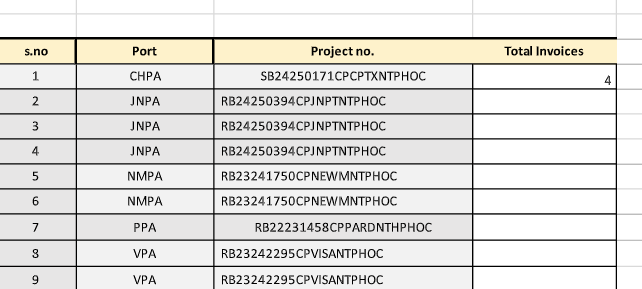 s.no Port Project no. Total Invoices
1 CHPA SB24250171CPCPTXNTPHOC 4
2 JNPA RB24250394CPJNPTNTPHOC
3 JNPA RB24250394CPJNPTNTPHOC
4 JNPA RB24250394CPJNPTNTPHOC
5 NMPA RB23241750CPNEWMNTPHOC
6 NMPA RB23241750CPNEWMNTPHOC
7 PPA RB22231458CPPARDNTHPHOC
8 VPA RB23242295CPVISANTPHOC
9 VPA RB23242295CPVISANTPHOC